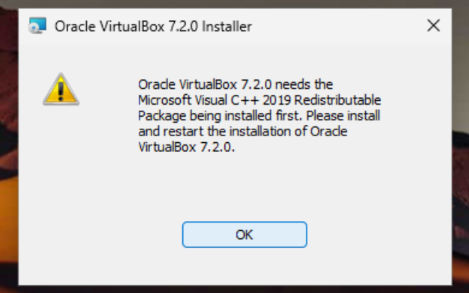 Oracle VirtualBox 7.2.0 Installer
Oracle VirtualBox 7.2.0 needs the
Microsoft Visual C++ 2019 Redistributable
Package being installed first. Please install
and restart the installation of Oracle
VirtualBox 7.2.0.
OK